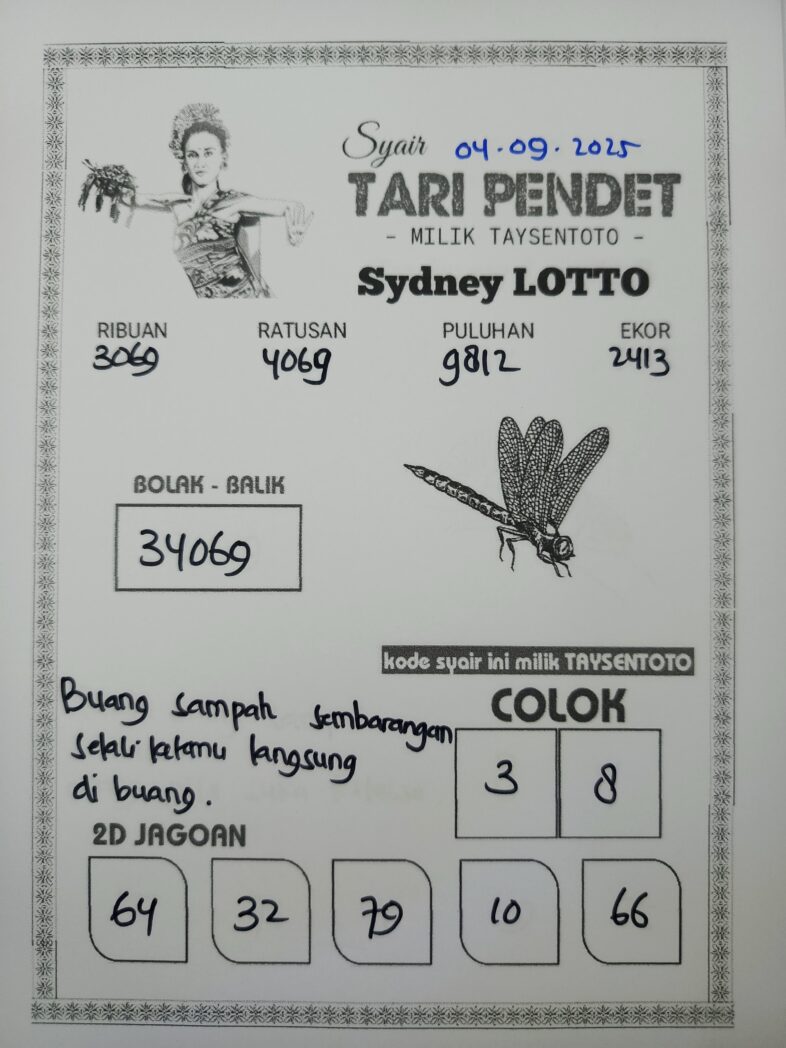 Syair 04.09.2025
TARI PENDET
- MILIK TAYSENTOTO -
Sydney LOTTO
RIBUAN RATUSAN PULUHAN EKOR
3069 4069 9812 2413
BOLAK - BALIK
34069
kode syair ini milik TAYSENTOTO
COLOK
3 8
Buang sampah sembarangan
sekali ketemu langsung
di buang.
2D JAGOAN
64 32 79 10 66